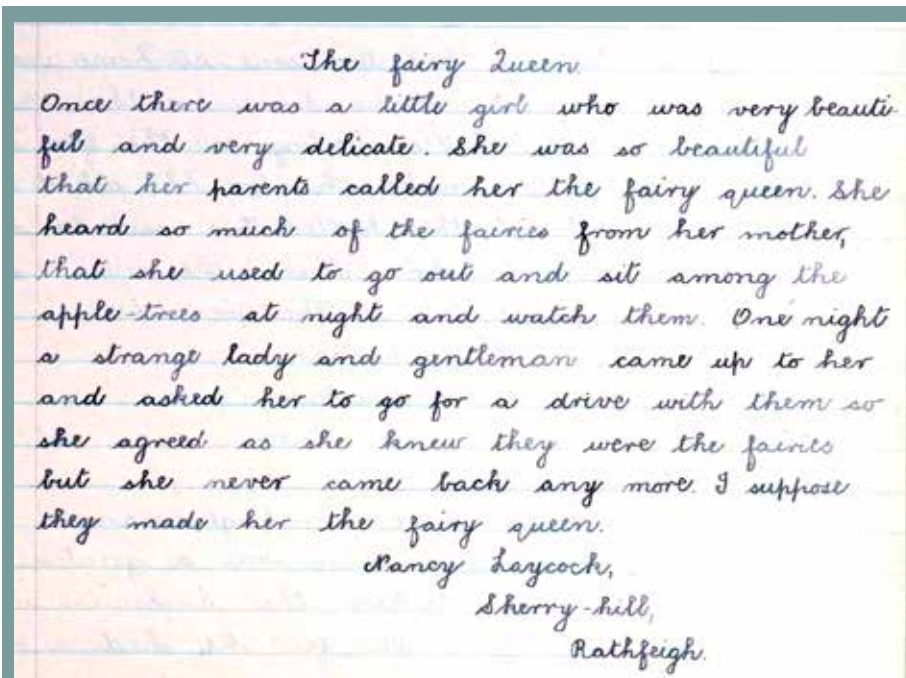 The fairy Queen.
Once there was a little girl who was very beauti-
ful and very delicate. She was so beautiful
that her parents called her the fairy queen. She
heard so much of the fairies from her mother,
that she used to go out and sit among the
apple-trees at night and watch them. One night
a strange lady and gentleman came up to her
and asked her to go for a drive with them so
she agreed as she knew they were the fairies
but she never came back any more. I suppose
they made her the fairy queen.
Nancy Laycock,
Sherry-hill,
Rathfeigh.